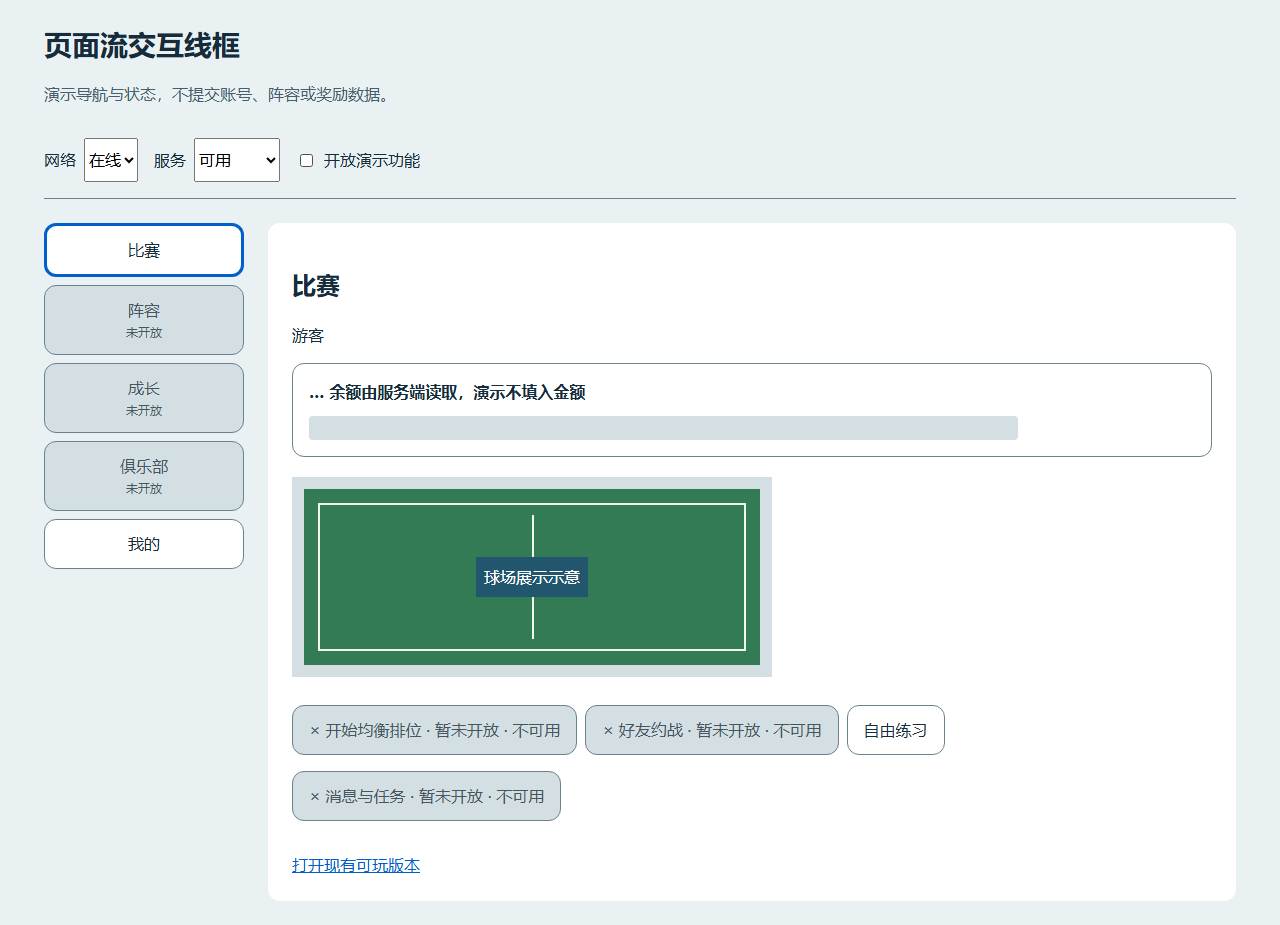 页面流交互线框
演示导航与状态，不提交账号、阵容或奖励数据。
网络 在线 服务 可用 开放演示功能
比赛
阵容
未开放
成长
未开放
俱乐部
未开放
我的
比赛
游客
… 余额由服务端读取，演示不填入金额
球场展示示意
× 开始均衡排位 · 暂未开放 · 不可用 × 好友约战 · 暂未开放 · 不可用 自由练习
× 消息与任务 · 暂未开放 · 不可用
打开现有可玩版本